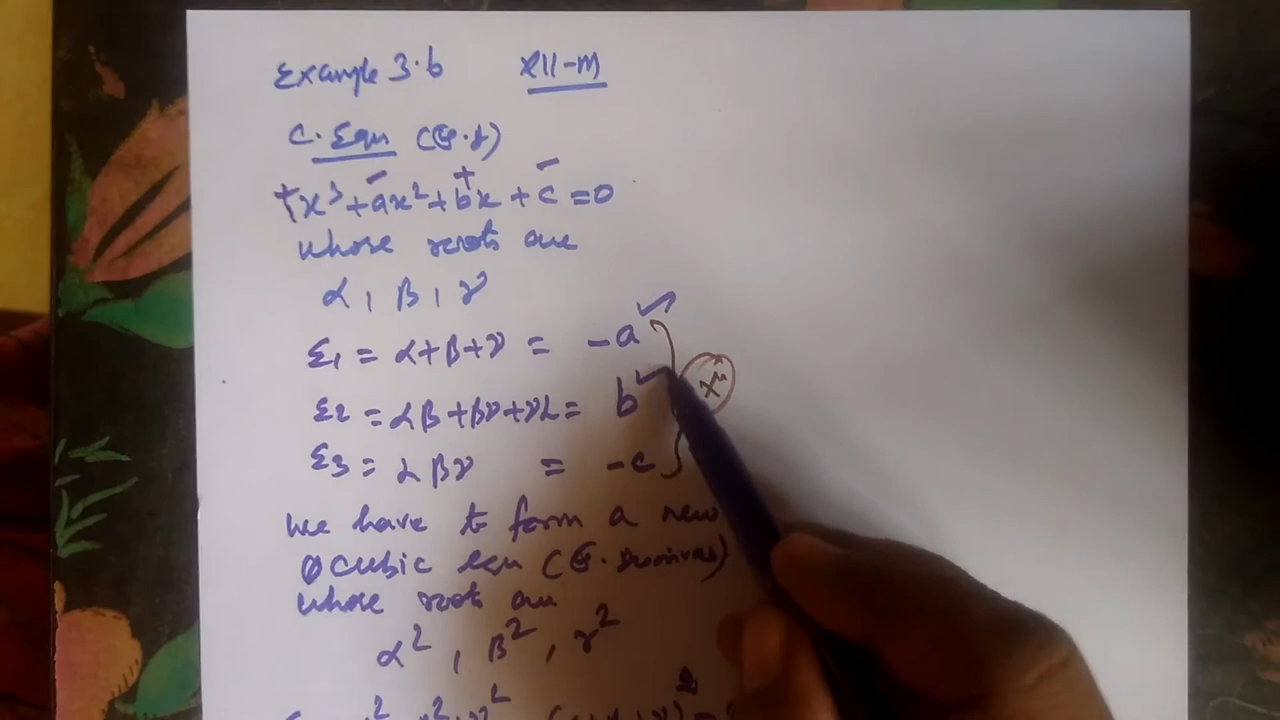 Example 3.6 XII-M
C. Eqn (G.
x³+ax²+bx+c=0
+ - + -
whose roots are
α, β, γ
Σ1 = α+β+γ = -a
Σ2 = αβ+βγ+γα = b
Σ3 = αβγ = -c
we have to form a new
cubic eqn (G.
whose roots are
α², β², γ²